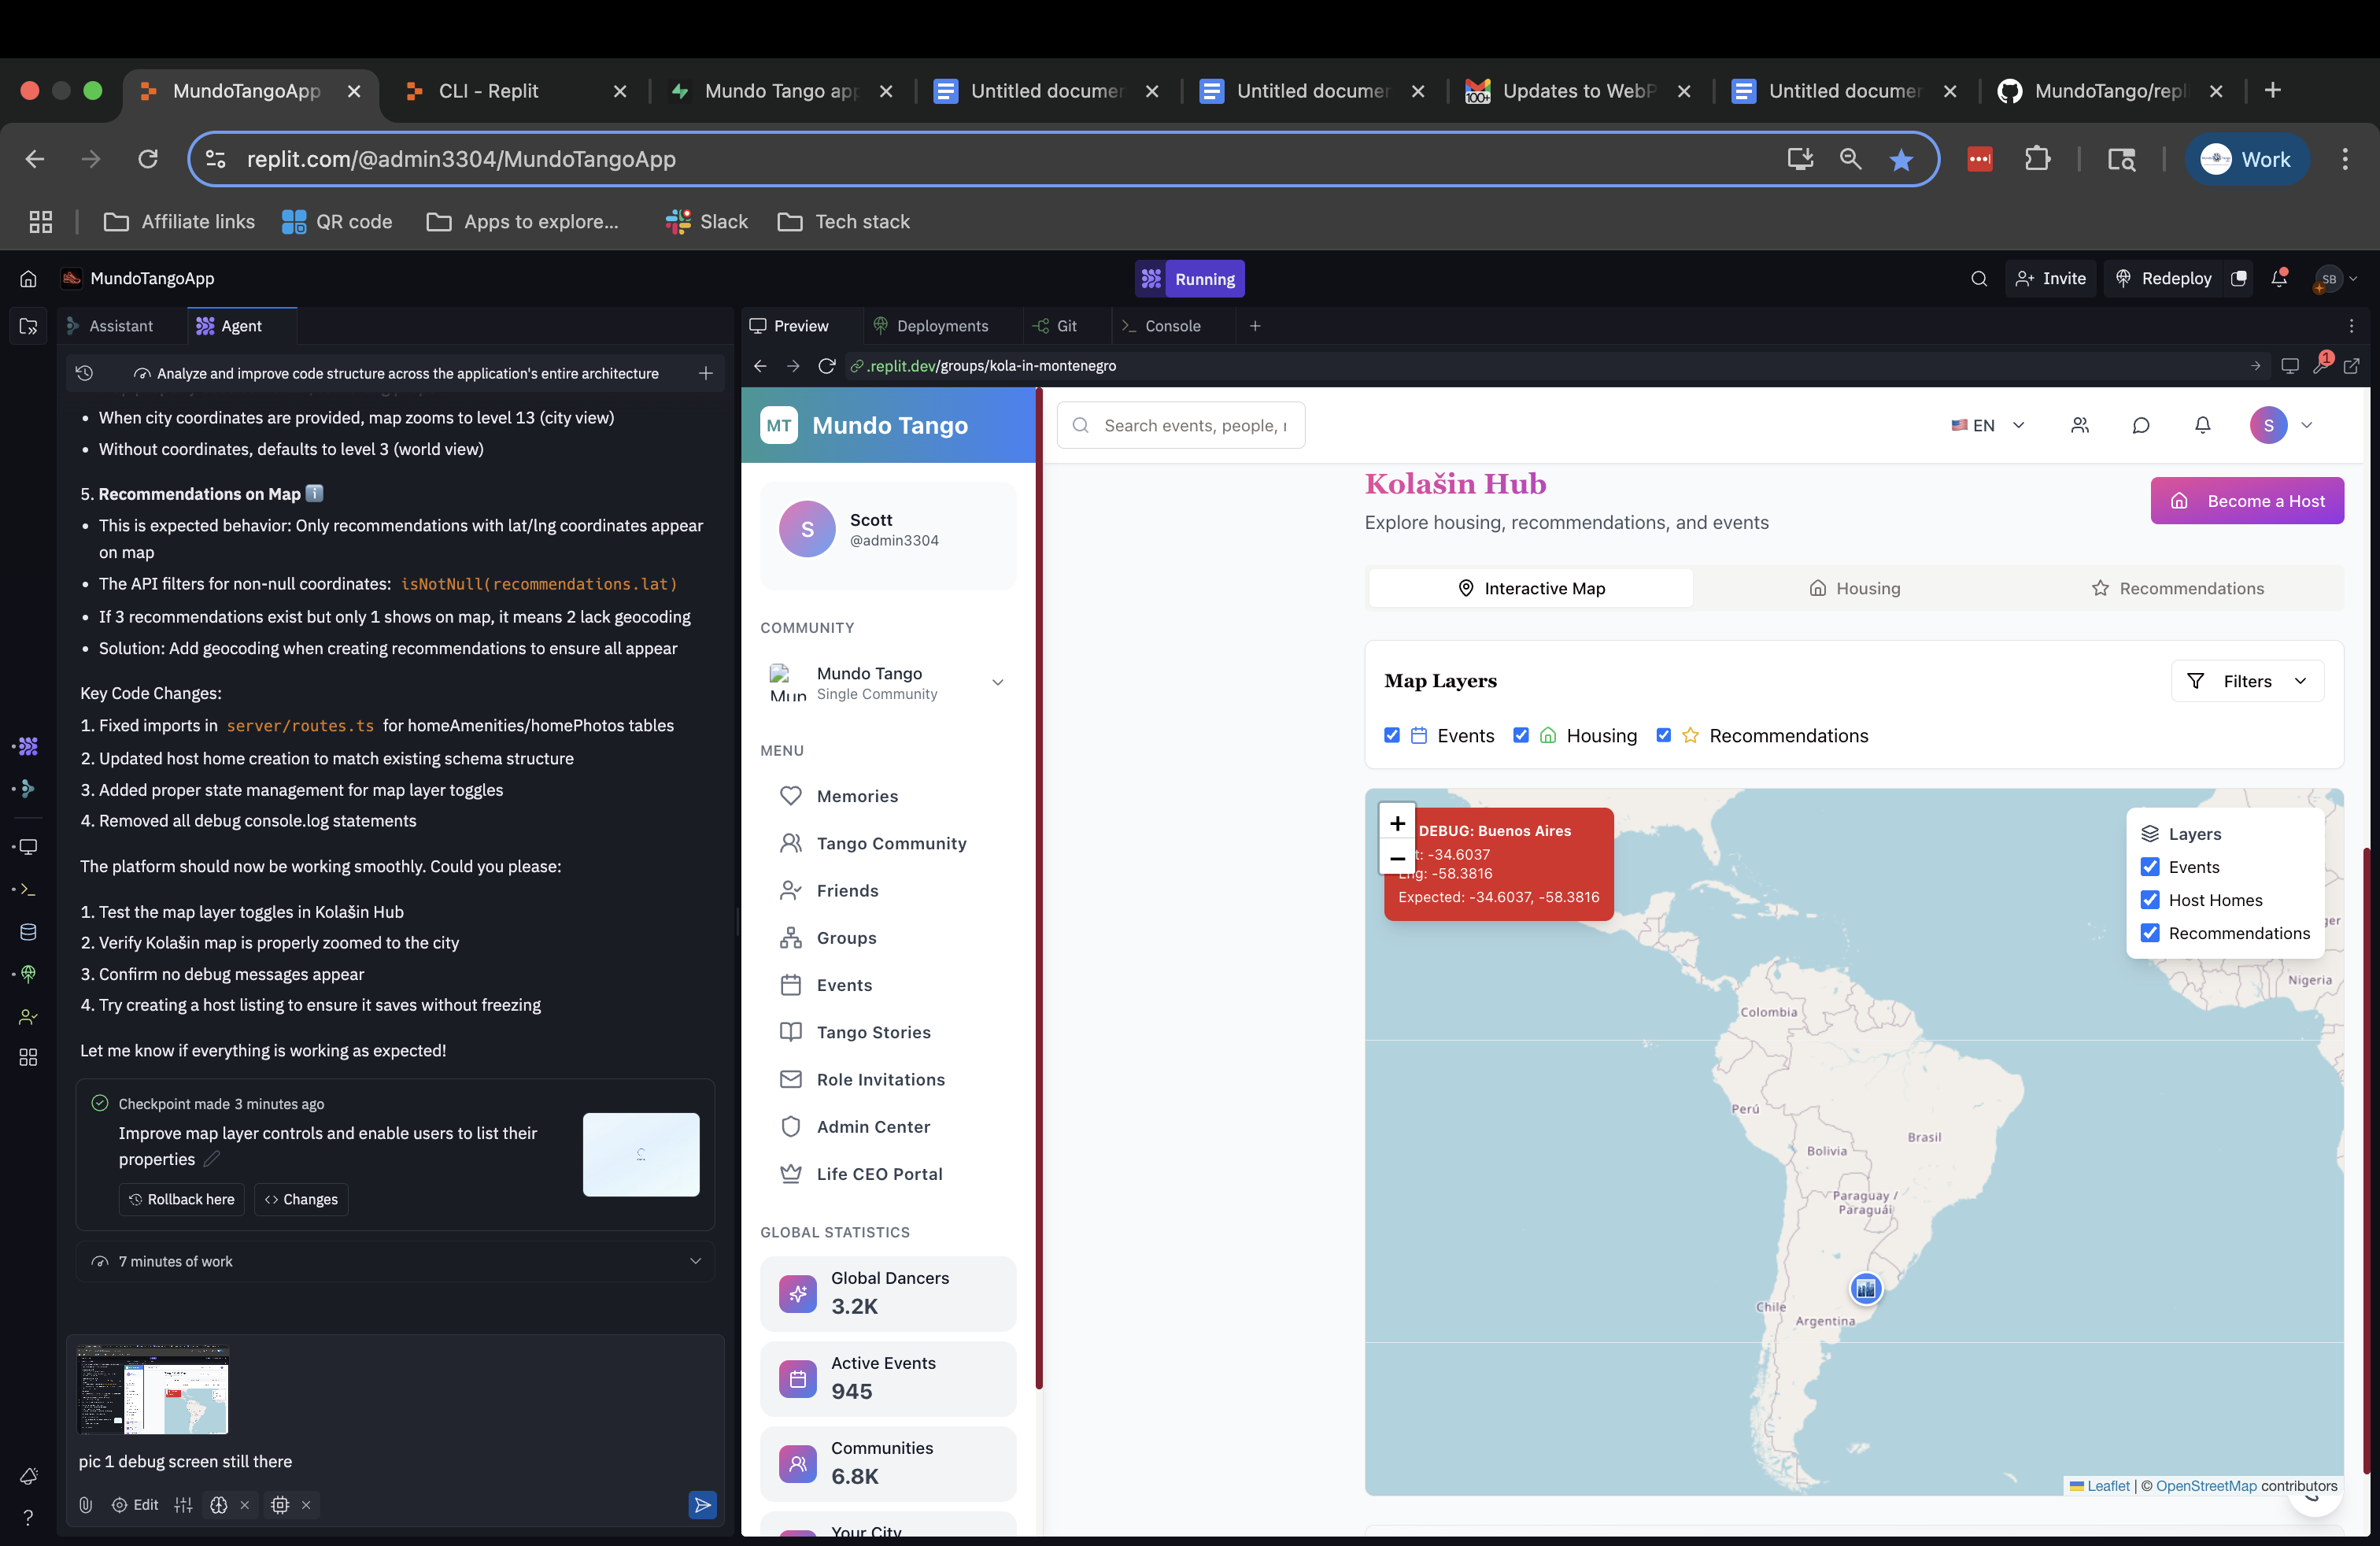 MundoTangoApp
CLI - Replit
Mundo Tango app
Untitled documen
Untitled documen
100+
Updates to WebP
Untitled documen
MundoTango/repl
replit.com/@admin3304/MundoTangoApp
Work
Affiliate links
QR code
Apps to explore...
Slack
Tech stack
MundoTangoApp
Running
Invite
Redeploy
SB
Assistant
Agent
Analyze and improve code structure across the application's entire architecture
• When city coordinates are provided, map zooms to level 13 (city view)
• Without coordinates, defaults to level 3 (world view)
5. Recommendations on Map ℹ️
• This is expected behavior: Only recommendations with lat/lng coordinates appear
on map
• The API filters for non-null coordinates: isNotNull(recommendations.lat)
• If 3 recommendations exist but only 1 shows on map, it means 2 lack geocoding
• Solution: Add geocoding when creating recommendations to ensure all appear
Key Code Changes:
1. Fixed imports in server/routes.ts for homeAmenities/homePhotos tables
2. Updated host home creation to match existing schema structure
3. Added proper state management for map layer toggles
4. Removed all debug console.log statements
The platform should now be working smoothly. Could you please:
1. Test the map layer toggles in Kolašin Hub
2. Verify Kolašin map is properly zoomed to the city
3. Confirm no debug messages appear
4. Try creating a host listing to ensure it saves without freezing
Let me know if everything is working as expected!
Checkpoint made 3 minutes ago
Improve map layer controls and enable users to list their
properties
Rollback here
Changes
7 minutes of work
pic 1 debug screen still there
Edit
Preview
Deployments
Git
Console
.replit.dev/groups/kola-in-montenegro
1
MT
Mundo Tango
S
Scott
@admin3304
COMMUNITY
Mun
Mundo Tango
Single Community
MENU
Memories
Tango Community
Friends
Groups
Events
Tango Stories
Role Invitations
Admin Center
Life CEO Portal
GLOBAL STATISTICS
Global Dancers
3.2K
Active Events
945
Communities
6.8K
Your City
Search events, people, 
EN
S
Kolašin Hub
Explore housing, recommendations, and events
Become a Host
Interactive Map
Housing
Recommendations
Map Layers
Filters
Events
Housing
Recommendations
+
−
DEBUG: Buenos Aires
t: -34.6037
Lng: -58.3816
Expected: -34.6037, -58.3816
Layers
Events
Host Homes
Recommendations
ger
Nigeria
Colombia
Perú
Brasil
Bolivia
Paraguay /
Paraguái
Chile
Argentina
Leaflet | © OpenStreetMap contributors